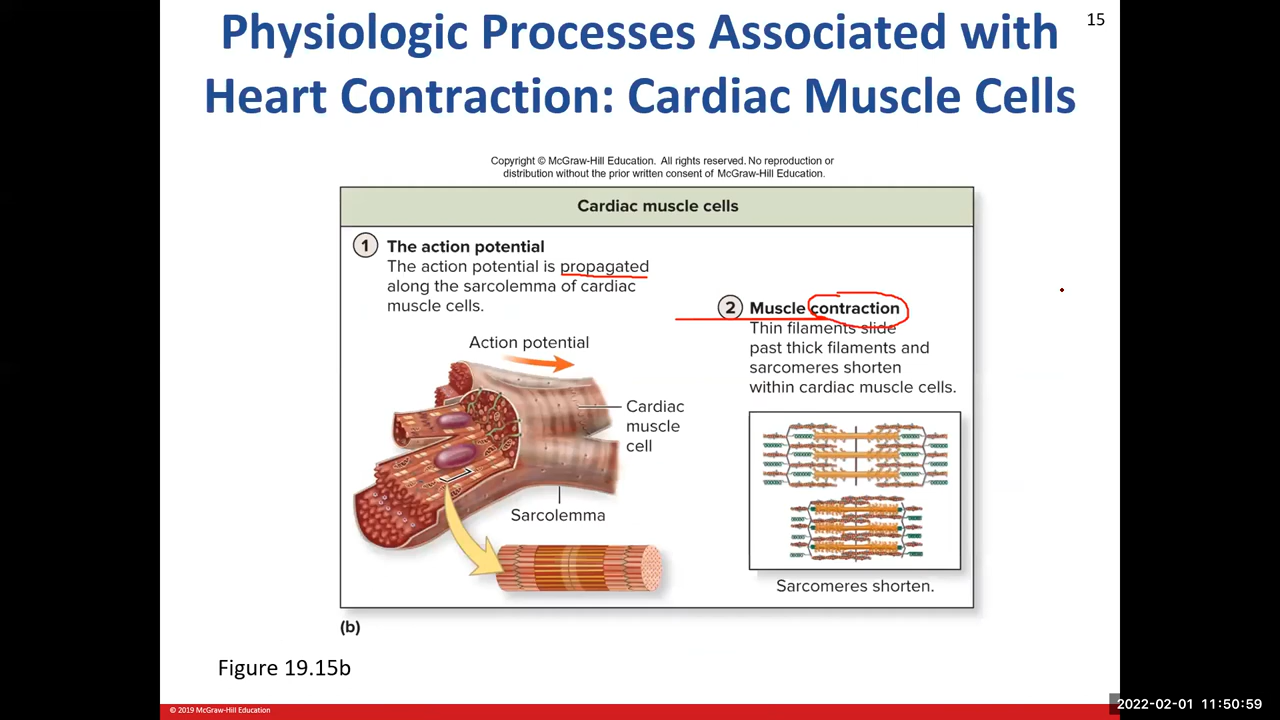 15
Physiologic Processes Associated with
Heart Contraction: Cardiac Muscle Cells
Copyright © McGraw-Hill Education. All rights reserved. No reproduction or
distribution without the prior written consent of McGraw-Hill Education.
Cardiac muscle cells
1 The action potential
The action potential is propagated
along the sarcolemma of cardiac
muscle cells.
2 Muscle contraction
Thin filaments slide
past thick filaments and
sarcomeres shorten
within cardiac muscle cells.
Action potential
Cardiac
muscle
cell
Sarcolemma
Sarcomeres shorten.
(b)
Figure 19.15b
© 2019 McGraw-Hill Education
2022-02-01 11:50:59